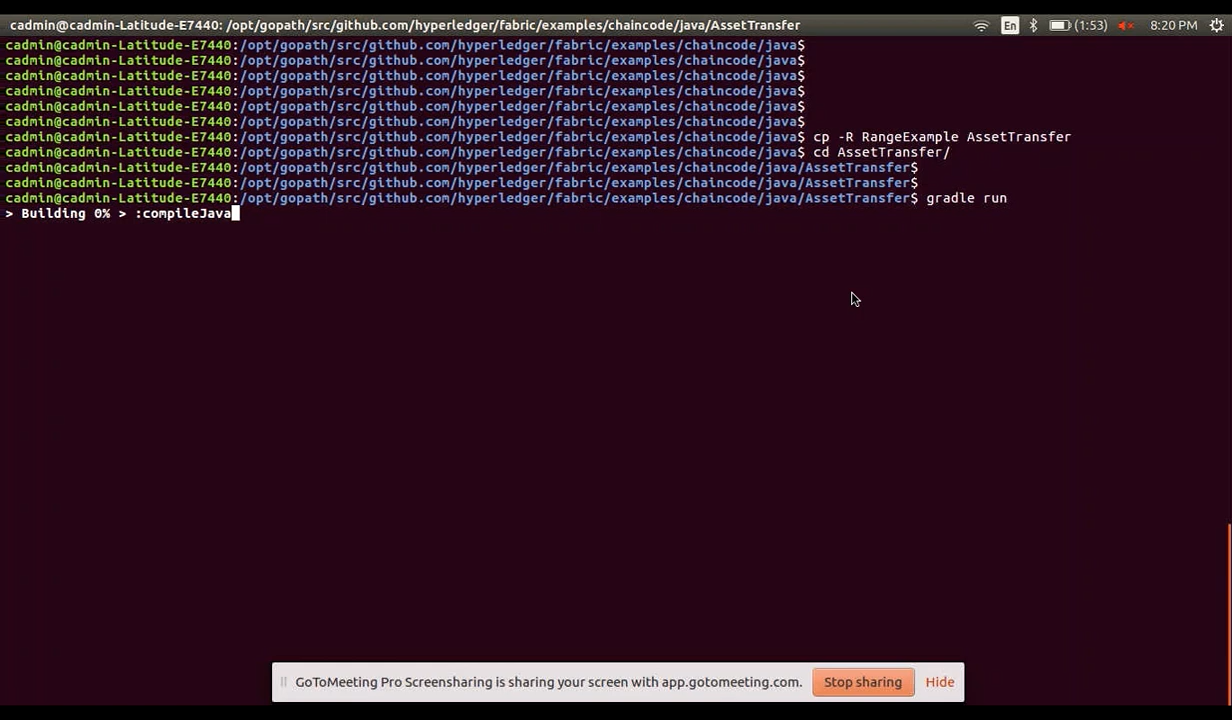 cadmin@cadmin-Latitude-E7440: /opt/gopath/src/github.com/hyperledger/fabric/examples/chaincode/java/AssetTransfer En (1:53) 8:20 PM
cadmin@cadmin-Latitude-E7440:/opt/gopath/src/github.com/hyperledger/fabric/examples/chaincode/java$
cadmin@cadmin-Latitude-E7440:/opt/gopath/src/github.com/hyperledger/fabric/examples/chaincode/java$
cadmin@cadmin-Latitude-E7440:/opt/gopath/src/github.com/hyperledger/fabric/examples/chaincode/java$
cadmin@cadmin-Latitude-E7440:/opt/gopath/src/github.com/hyperledger/fabric/examples/chaincode/java$
cadmin@cadmin-Latitude-E7440:/opt/gopath/src/github.com/hyperledger/fabric/examples/chaincode/java$
cadmin@cadmin-Latitude-E7440:/opt/gopath/src/github.com/hyperledger/fabric/examples/chaincode/java$
cadmin@cadmin-Latitude-E7440:/opt/gopath/src/github.com/hyperledger/fabric/examples/chaincode/java$ cp -R RangeExample AssetTransfer
cadmin@cadmin-Latitude-E7440:/opt/gopath/src/github.com/hyperledger/fabric/examples/chaincode/java$ cd AssetTransfer/
cadmin@cadmin-Latitude-E7440:/opt/gopath/src/github.com/hyperledger/fabric/examples/chaincode/java/AssetTransfer$
cadmin@cadmin-Latitude-E7440:/opt/gopath/src/github.com/hyperledger/fabric/examples/chaincode/java/AssetTransfer$
cadmin@cadmin-Latitude-E7440:/opt/gopath/src/github.com/hyperledger/fabric/examples/chaincode/java/AssetTransfer$ gradle run
> Building 0% > :compileJava
GoToMeeting Pro Screensharing is sharing your screen with app.gotomeeting.com. Stop sharing Hide